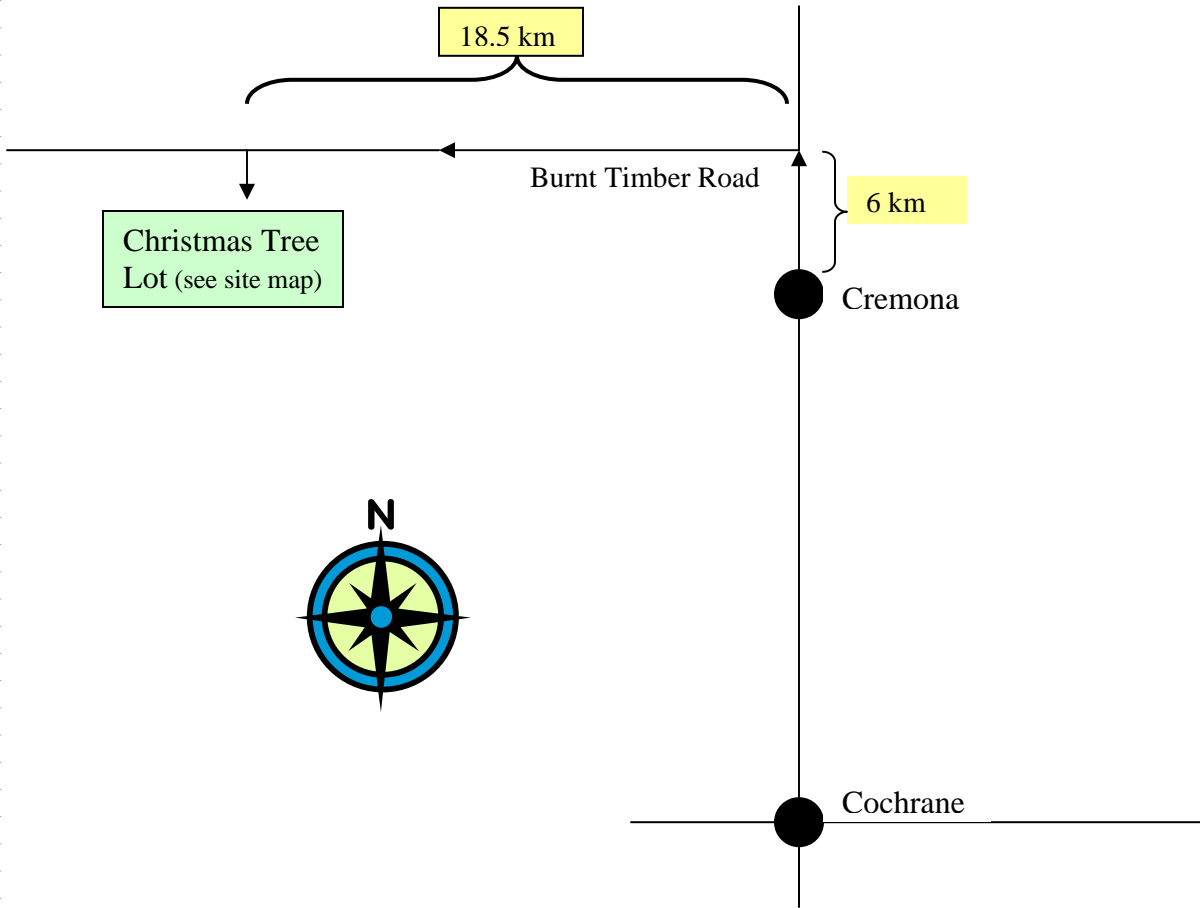 18.5 km
Burnt Timber Road
6 km
Christmas Tree
Lot (see site map)
Cremona
N
Cochrane